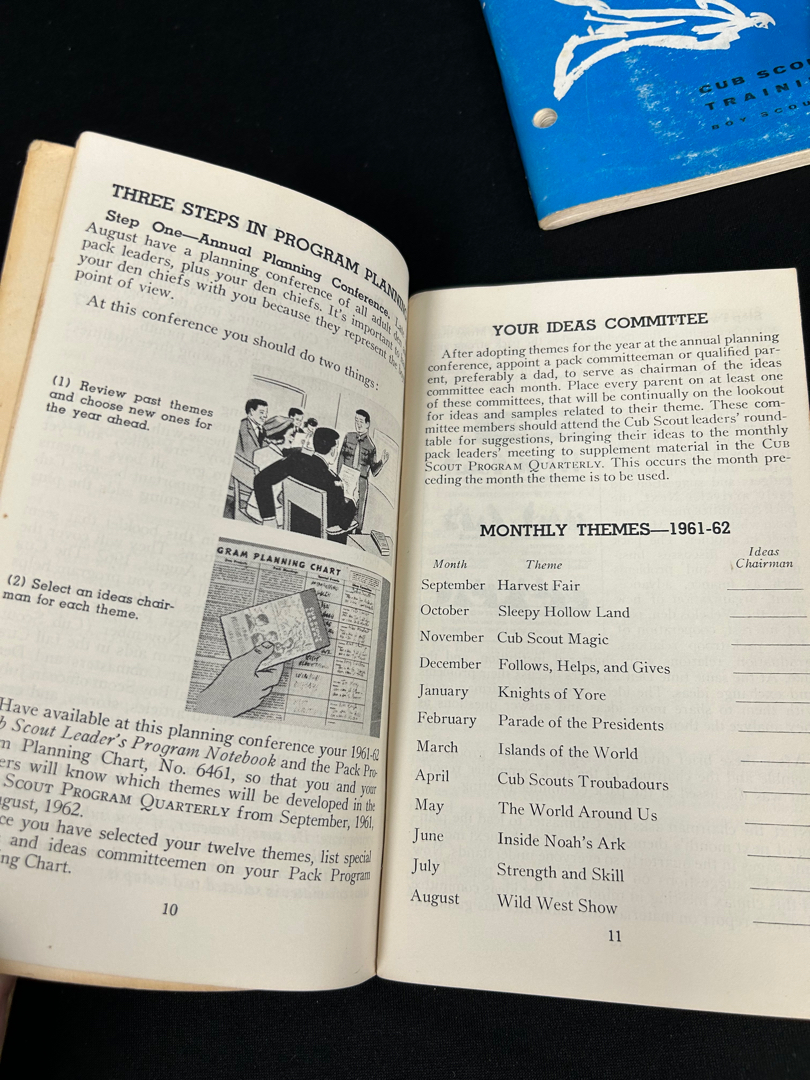 CUB SCOU
TRAINI
BOY SCOU
THREE STEPS IN PROGRAM PLANNING
Step One—Annual Planning Conference.
August have a planning conference of all adult den
pack leaders, plus your den chiefs. It's important to
your den chiefs with you because they represent the
point of view.
At this conference you should do two things:
(1) Review past themes
and choose new ones for
the year ahead.
GRAM PLANNING CHART
(2) Select an ideas chair-
man for each theme.
Have available at this planning conference your 1961-62
b Scout Leader's Program Notebook and the Pack Pro-
m Planning Chart, No. 6461, so that you and your
ers will know which themes will be developed in the
SCOUT PROGRAM QUARTERLY from September, 1961,
gust, 1962.
ce you have selected your twelve themes, list special
and ideas committeemen on your Pack Program
ng Chart.
10
YOUR IDEAS COMMITTEE
After adopting themes for the year at the annual planning
conference, appoint a pack committeeman or qualified par-
ent, preferably a dad, to serve as chairman of the ideas
committee each month. Place every parent on at least one
of these committees, that will be continually on the lookout
for ideas and samples related to their theme. These com-
mittee members should attend the Cub Scout leaders' round-
table for suggestions, bringing their ideas to the monthly
pack leaders' meeting to supplement material in the CUB
SCOUT PROGRAM QUARTERLY. This occurs the month pre-
ceding the month the theme is to be used.
MONTHLY THEMES—1961-62
Month Theme Ideas Chairman
September Harvest Fair
October Sleepy Hollow Land
November Cub Scout Magic
December Follows, Helps, and Gives
January Knights of Yore
February Parade of the Presidents
March Islands of the World
April Cub Scouts Troubadours
May The World Around Us
June Inside Noah's Ark
July Strength and Skill
August Wild West Show
11